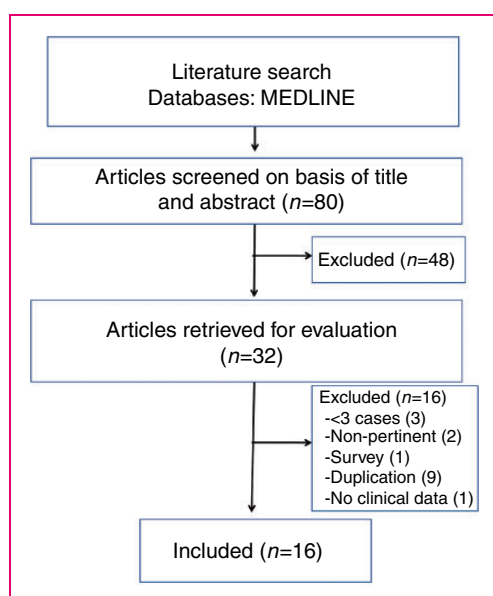 Literature search
Databases: MEDLINE
Articles screened on basis of title
and abstract (n=80)
Excluded (n=48)
Articles retrieved for evaluation
(n=32)
Excluded (n=16)
-<3 cases (3)
-Non-pertinent (2)
-Survey (1)
-Duplication (9)
-No clinical data (1)
Included (n=16)